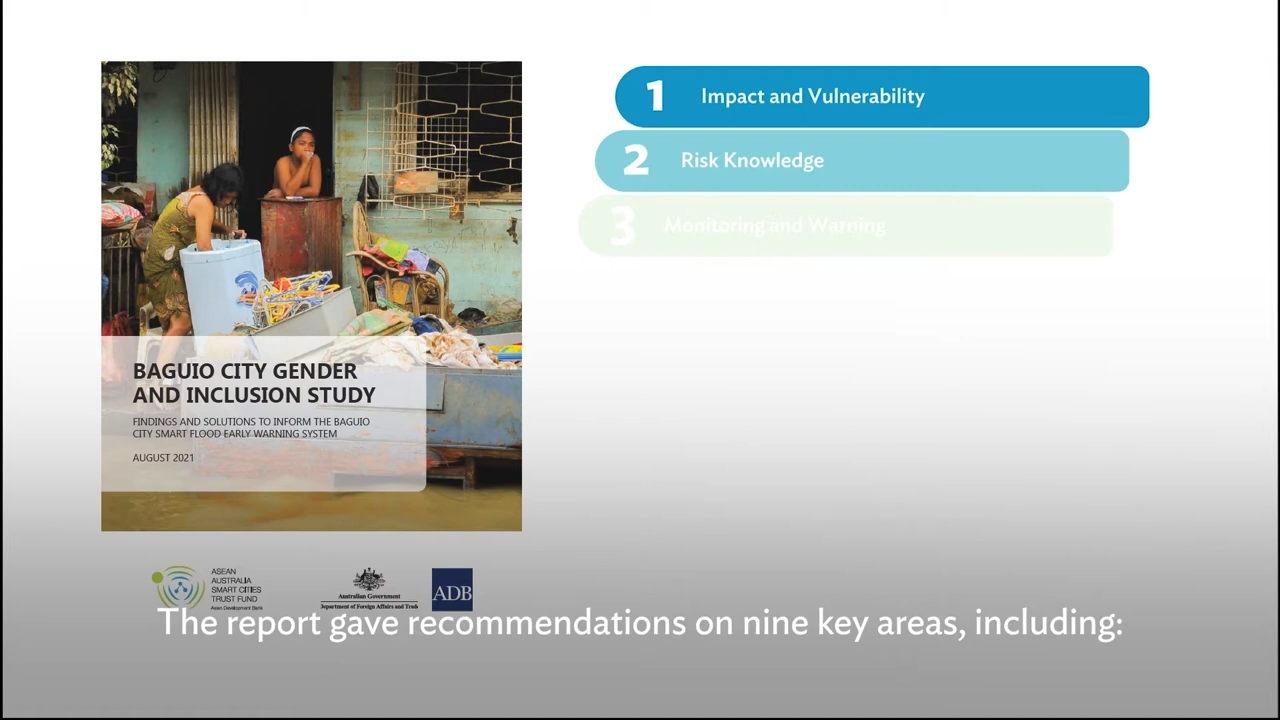 1 Impact and Vulnerability
2 Risk Knowledge
3 Monitoring and Warning
BAGUIO CITY GENDER
AND INCLUSION STUDY
FINDINGS AND SOLUTIONS TO INFORM THE BAGUIO
CITY SMART FLOOD EARLY WARNING SYSTEM
AUGUST 2021
ASEAN
AUSTRALIA
SMART CITIES
TRUST FUND
Asian Development Bank
Australian Government
Department of Foreign Affairs and Trade
ADB
The report gave recommendations on nine key areas, including: